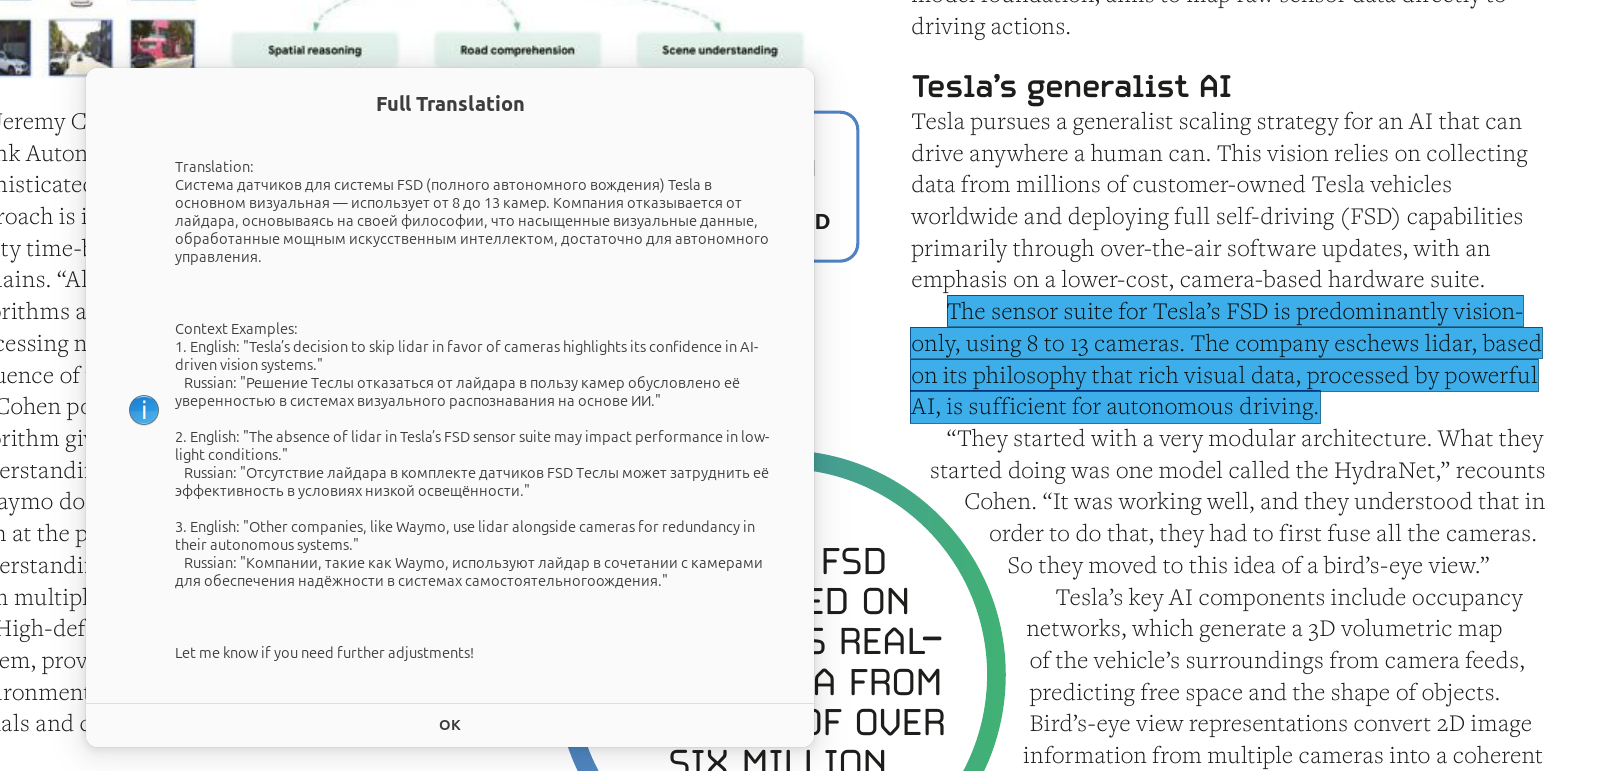 Spatial reasoning
Road comprehension
Scene understanding
Jeremy C
nk Auton
histicated
roach is i
ty time-b
ains. “Al
rithms a
cessing n
uence of
Cohen po
orithm giv
erstandi
aymo do
n at the p
erstandi
n multipl
High-def
em, prov
ironment
als and c
Full Translation
Translation:
Система датчиков для системы FSD (полного автономного вождения) Tesla в
основном визуальная — использует от 8 до 13 камер. Компания отказывается от
лайдара, основываясь на своей философии, что насыщенные визуальные данные,
обработанные мощным искусственным интеллектом, достаточно для автономного
управления.
Context Examples:
1. English: "Tesla’s decision to skip lidar in favor of cameras highlights its confidence in AI-
driven vision systems."
Russian: "Решение Теслы отказаться от лайдара в пользу камер обусловлено её
уверенностью в системах визуального распознавания на основе ИИ."
2. English: "The absence of lidar in Tesla’s FSD sensor suite may impact performance in low-
light conditions."
Russian: "Отсутствие лайдара в комплекте датчиков FSD Теслы может затруднить её
эффективность в условиях низкой освещённости."
3. English: "Other companies, like Waymo, use lidar alongside cameras for redundancy in
their autonomous systems."
Russian: "Компании, такие как Waymo, используют лайдар в сочетании с камерами
для обеспечения надёжности в системах самостоятельногоождения."
Let me know if you need further adjustments!
OK
D
FSD
ED ON
S REAL-
A FROM
OF OVER
SIX MILLION
driving actions.
Tesla’s generalist AI
Tesla pursues a generalist scaling strategy for an AI that can
drive anywhere a human can. This vision relies on collecting
data from millions of customer-owned Tesla vehicles
worldwide and deploying full self-driving (FSD) capabilities
primarily through over-the-air software updates, with an
emphasis on a lower-cost, camera-based hardware suite.
The sensor suite for Tesla’s FSD is predominantly vision-
only, using 8 to 13 cameras. The company eschews lidar, based
on its philosophy that rich visual data, processed by powerful
AI, is sufficient for autonomous driving.
“They started with a very modular architecture. What they
started doing was one model called the HydraNet,” recounts
Cohen. “It was working well, and they understood that in
order to do that, they had to first fuse all the cameras.
So they moved to this idea of a bird’s-eye view.”
Tesla’s key AI components include occupancy
networks, which generate a 3D volumetric map
of the vehicle’s surroundings from camera feeds,
predicting free space and the shape of objects.
Bird’s-eye view representations convert 2D image
information from multiple cameras into a coherent